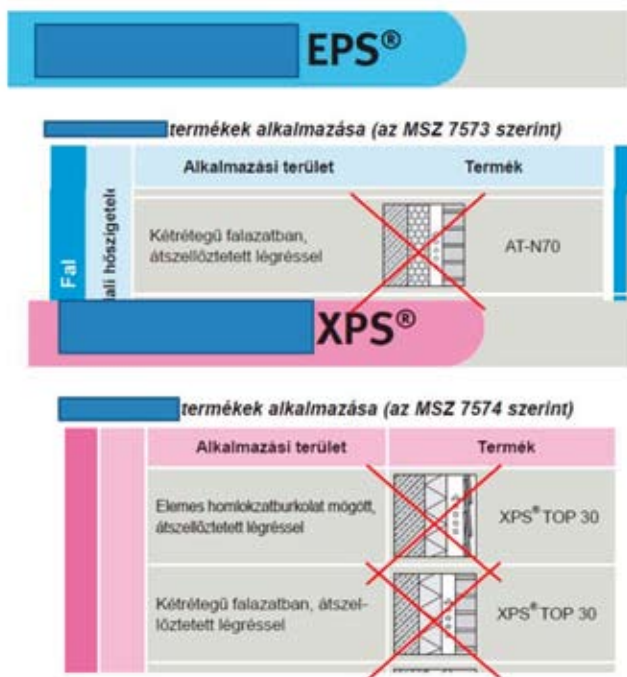 EPS®
termékek alkalmazása (az MSZ 7573 szerint)
Alkalmazási terület
Termék
Fal
Kétrétegű falazatban,
átszellőztetett légréssel
AT-N70
XPS®
termékek alkalmazása (az MSZ 7574 szerint)
Alkalmazási terület
Termék
Elemes homlokzatburkolat mögött,
átszellőztetett légréssel
XPS® TOP 30
Kétrétegű falazatban, átszel-
lőztetett légréssel
XPS® TOP 30